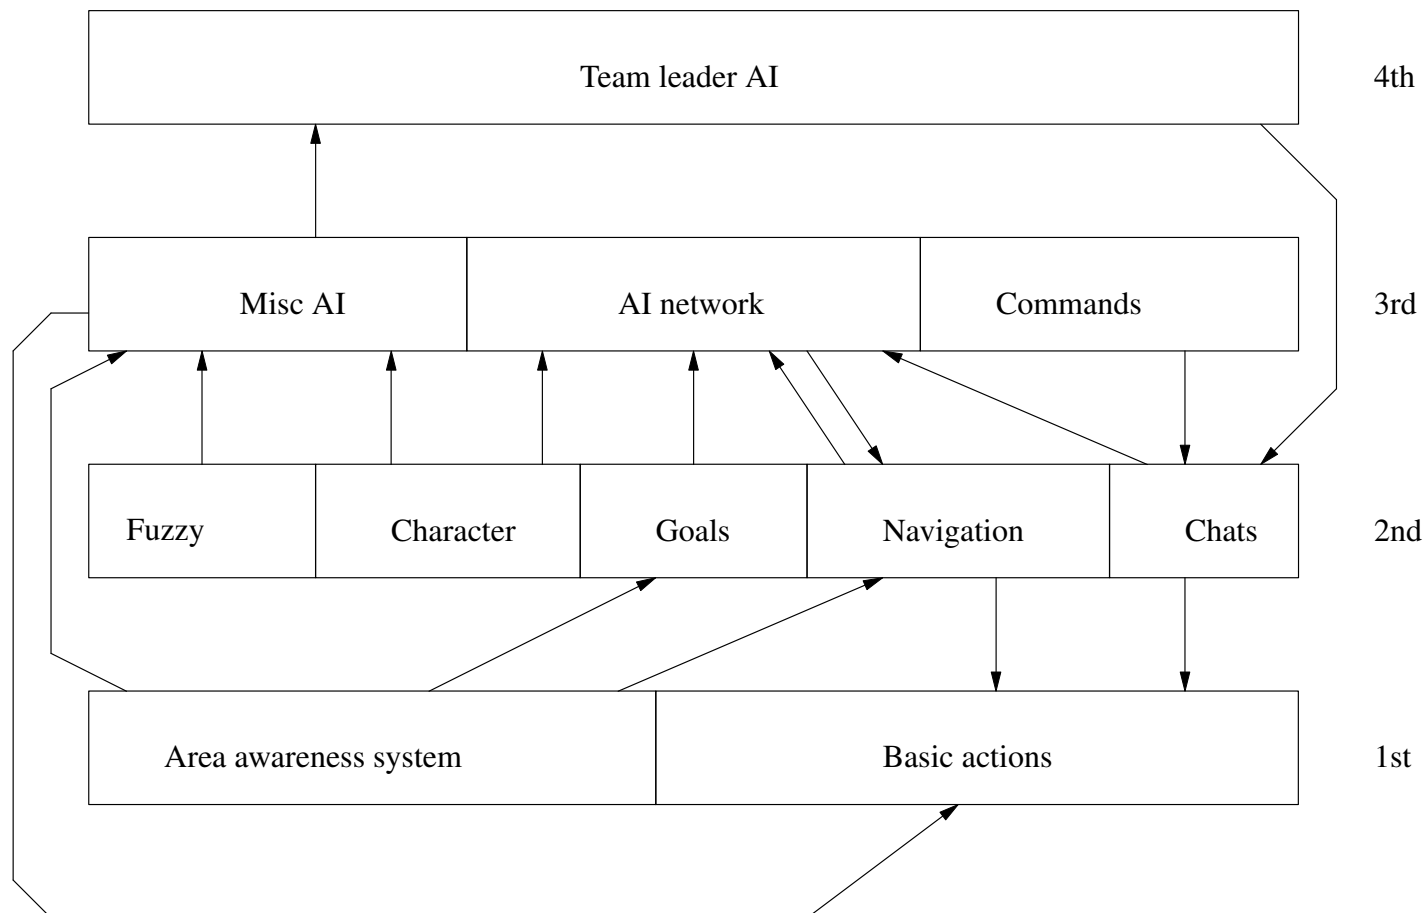 Team leader AI
4th
Misc AI
AI network
Commands
3rd
Fuzzy
Character
Goals
Navigation
Chats
2nd
Area awareness system
Basic actions
1st